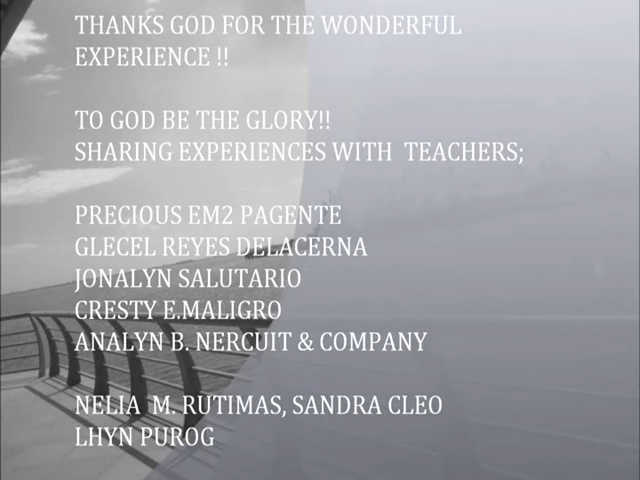 THANKS GOD FOR THE WONDERFUL
EXPERIENCE !!
TO GOD BE THE GLORY!!
SHARING EXPERIENCES WITH TEACHERS;
PRECIOUS EM2 PAGENTE
GLECEL REYES DELACERNA
JONALYN SALUTARIO
CRESTY E.MALIGRO
ANALYN B. NERCUIT & COMPANY
NELIA M. RUTIMAS, SANDRA CLEO
LHYN PUROG